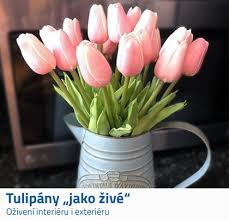 Tulipány „jako živé“
Oživení interiéru i exteriéru